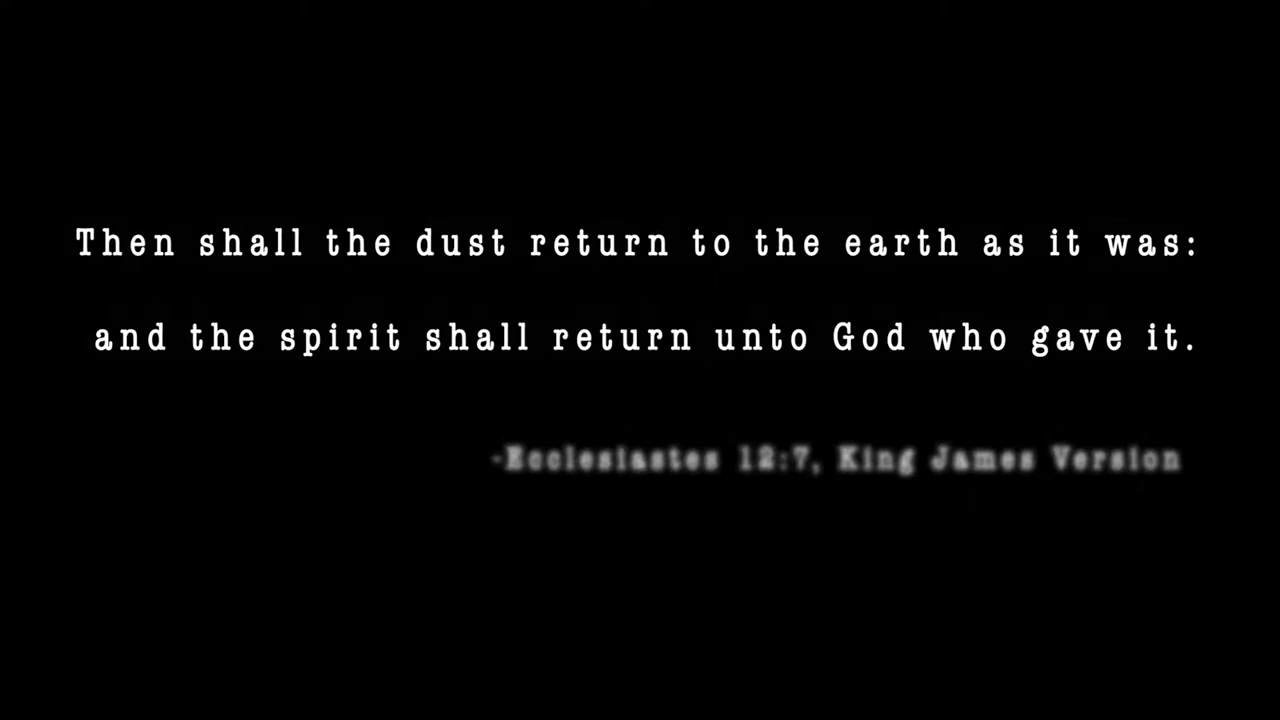 Then shall the dust return to the earth as it was:
and the spirit shall return unto God who gave it.
-Ecclesiastes 12:7, King James Version